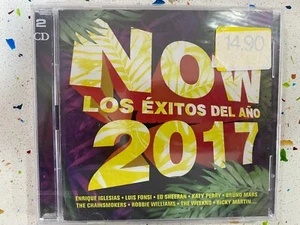 2
CD
14.90
NOW
LOS ÉXITOS DEL AÑO
2017
ENRIQUE IGLESIAS • LUIS FONSI • ED SHEERAN • KATY PERRY • BRUNO MARS
THE CHAINSMOKERS • ROBBIE WILLIAMS • THE WEEKND • RICKY MARTIN ...